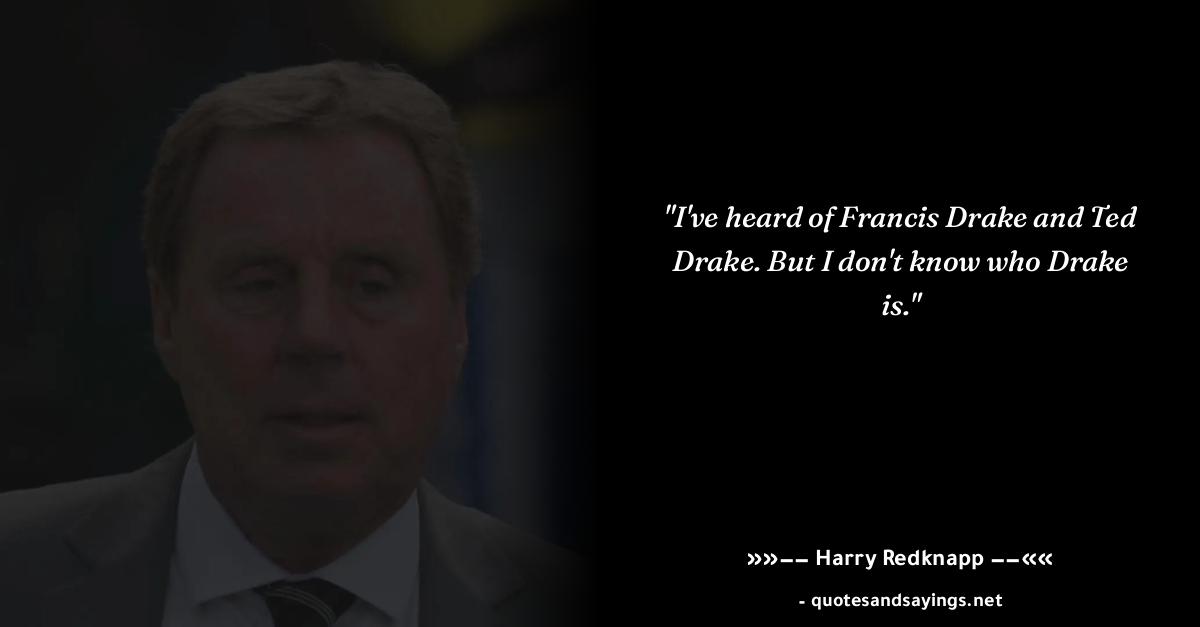 "I've heard of Francis Drake and Ted
Drake. But I don't know who Drake
is."
»»−− Harry Redknapp −−««
- quotesandsayings.net